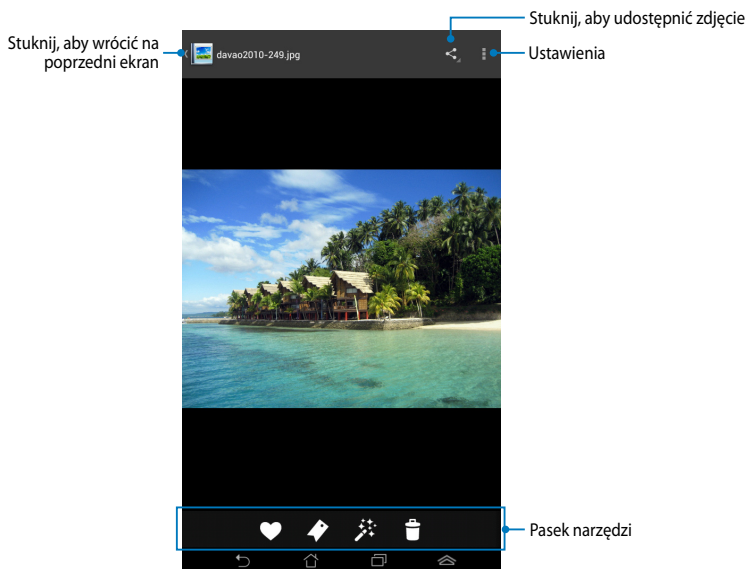 Stuknij, aby udostępnić zdjęcie
Stuknij, aby wrócić na
poprzedni ekran
davao2010-249.jpg
Ustawienia
Pasek narzędzi